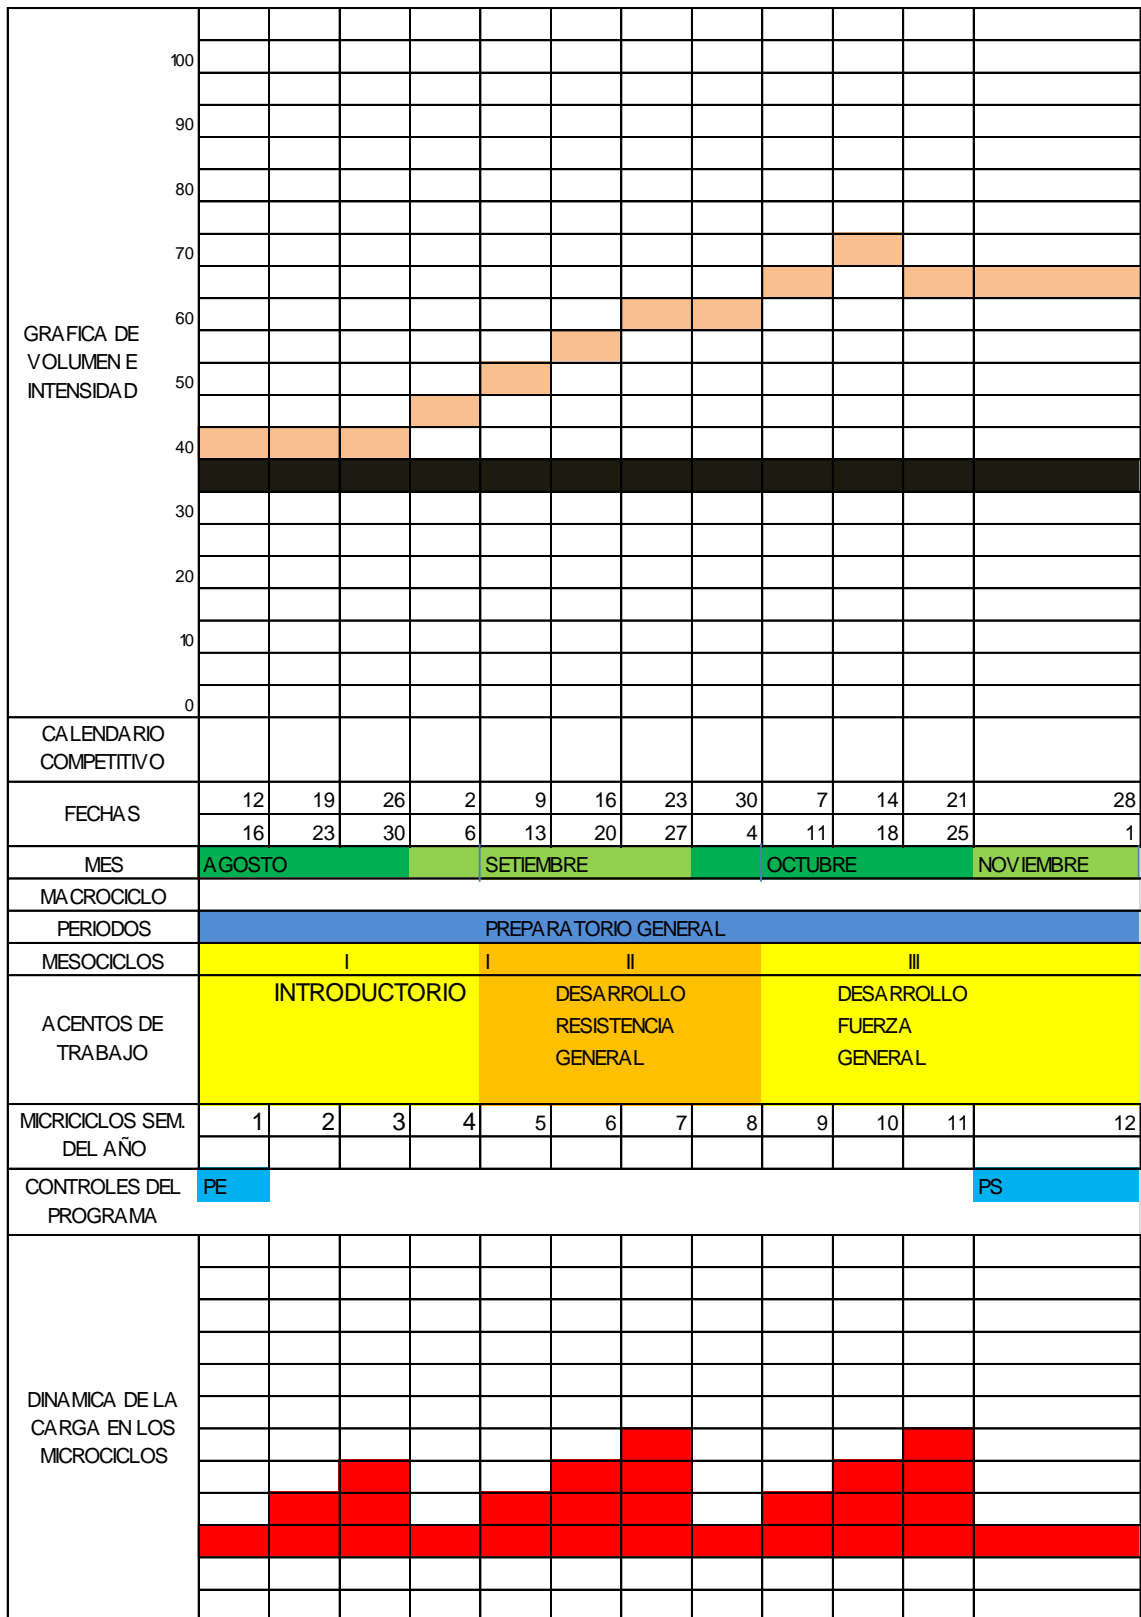 100
90
80
70
60
GRAFICA DE
VOLUMEN E
50
INTENSIDAD
40
30
20
10
0
CALENDARIO
COMPETITIVO
FECHAS
12 19 26 2 9 16 23 30 7 14 21 28
16 23 30 6 13 20 27 4 11 18 25 1
MES AGOSTO SETIEMBRE OCTUBRE NOVIEMBRE
MACROCICLO
PERIODOS PREPARATORIO GENERAL
MESOCICLOS I I II III
ACENTOS DE
TRABAJO
INTRODUCTORIO
DESARROLLO
RESISTENCIA
GENERAL
DESARROLLO
FUERZA
GENERAL
MICRICICLOS SEM.
DEL AÑO
1 2 3 4 5 6 7 8 9 10 11 12
CONTROLES DEL
PROGRAMA
PE PS
DINAMICA DE LA
CARGA EN LOS
MICROCICLOS